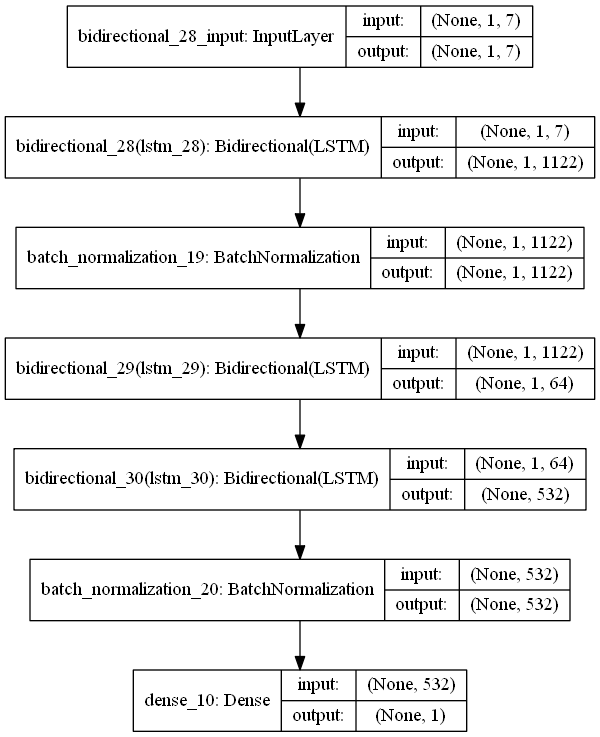 bidirectional_28_input: InputLayer input: (None, 1, 7)
output: (None, 1, 7)
bidirectional_28(lstm_28): Bidirectional(LSTM) input: (None, 1, 7)
output: (None, 1, 1122)
batch_normalization_19: BatchNormalization input: (None, 1, 1122)
output: (None, 1, 1122)
bidirectional_29(lstm_29): Bidirectional(LSTM) input: (None, 1, 1122)
output: (None, 1, 64)
bidirectional_30(lstm_30): Bidirectional(LSTM) input: (None, 1, 64)
output: (None, 532)
batch_normalization_20: BatchNormalization input: (None, 532)
output: (None, 532)
dense_10: Dense input: (None, 532)
output: (None, 1)